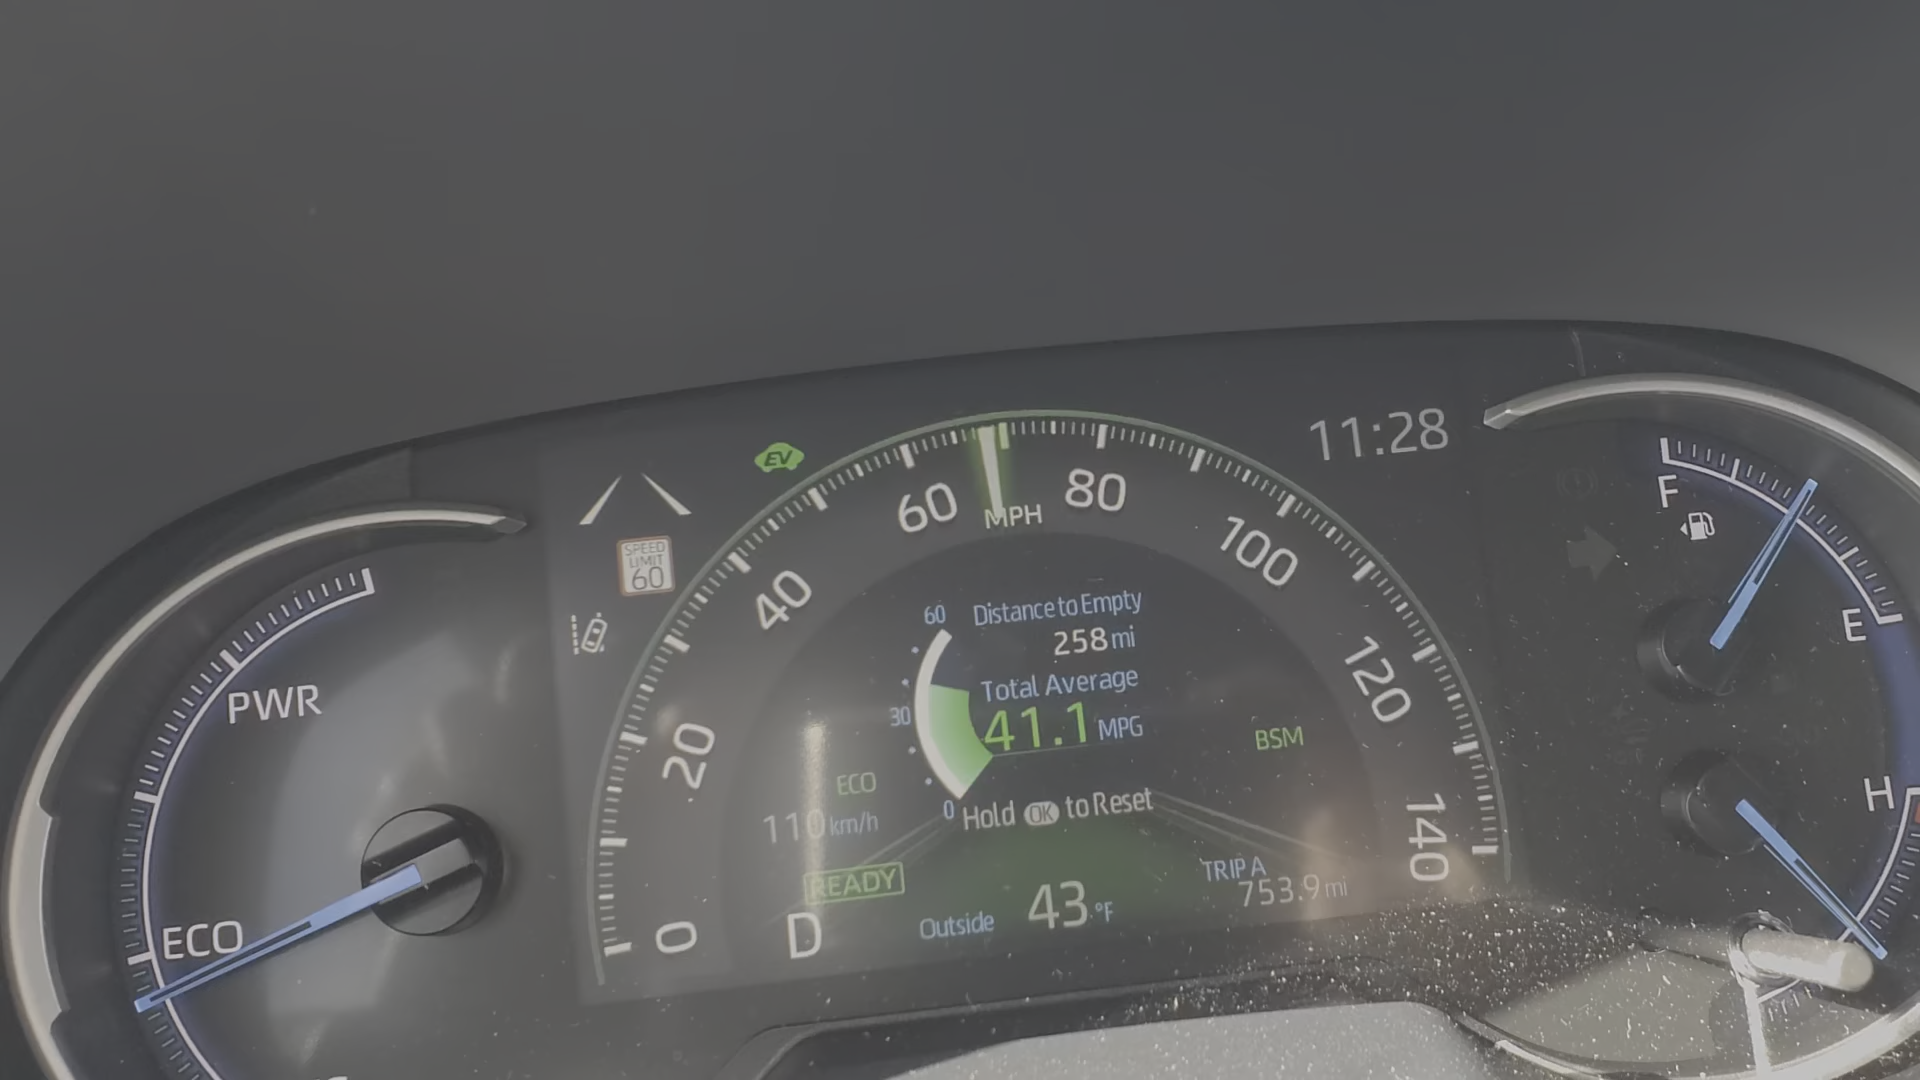 11:28
EV
SPEED
LIMIT
60
0
20
40
60
80
100
120
140
MPH
F
E
H
PWR
ECO
60
30
0
Distance to Empty
258 mi
Total Average
41.1 MPG
Hold OK to Reset
ECO
110 km/h
READY
D
BSM
Outside 43 °F
TRIP A
753.9 mi